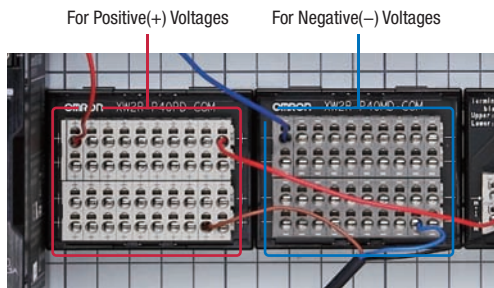 For Positive(+) Voltages
For Negative(−) Voltages
OMRON XW2R-P40PD-COM
OMRON XW2R-P40MD-COM